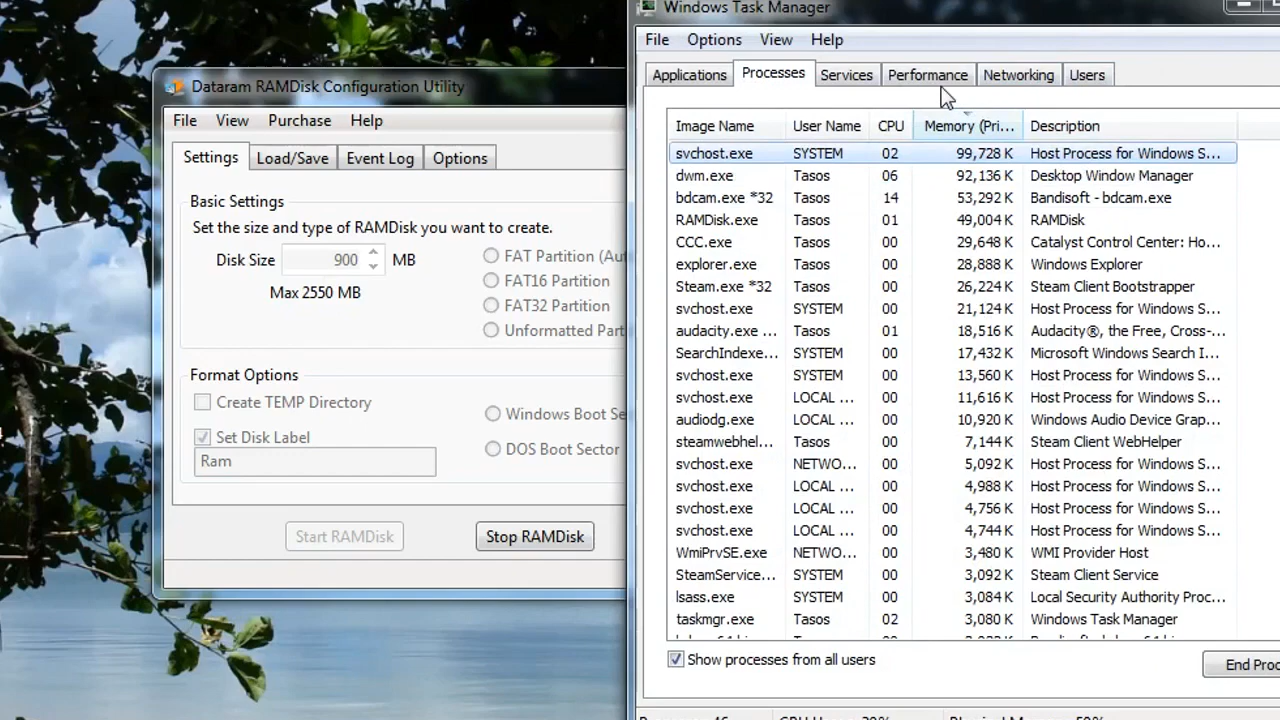 Dataram RAMDisk Configuration Utility
File View Purchase Help
Settings Load/Save Event Log Options
Basic Settings
Set the size and type of RAMDisk you want to create.
Disk Size 900 MB
Max 2550 MB
FAT Partition (Au
FAT16 Partition
FAT32 Partition
Unformatted Part
Format Options
Create TEMP Directory
Set Disk Label
Ram
Windows Boot Se
DOS Boot Sector
Start RAMDisk Stop RAMDisk
Windows Task Manager
File Options View Help
Applications Processes Services Performance Networking Users
Image Name User Name CPU Memory (Pri... Description
svchost.exe SYSTEM 02 99,728 K Host Process for Windows S...
dwm.exe Tasos 06 92,136 K Desktop Window Manager
bdcam.exe *32 Tasos 14 53,292 K Bandisoft - bdcam.exe
RAMDisk.exe Tasos 01 49,004 K RAMDisk
CCC.exe Tasos 00 29,648 K Catalyst Control Center: Ho...
explorer.exe Tasos 00 28,888 K Windows Explorer
Steam.exe *32 Tasos 00 26,224 K Steam Client Bootstrapper
svchost.exe SYSTEM 00 21,124 K Host Process for Windows S...
audacity.exe ... Tasos 01 18,516 K Audacity®, the Free, Cross-...
SearchIndexe... SYSTEM 00 17,432 K Microsoft Windows Search I...
svchost.exe SYSTEM 00 13,560 K Host Process for Windows S...
svchost.exe LOCAL ... 00 11,616 K Host Process for Windows S...
audiodg.exe LOCAL ... 00 10,920 K Windows Audio Device Grap...
steamwebhel... Tasos 00 7,144 K Steam Client WebHelper
svchost.exe NETWO... 00 5,092 K Host Process for Windows S...
svchost.exe LOCAL ... 00 4,988 K Host Process for Windows S...
svchost.exe LOCAL ... 00 4,756 K Host Process for Windows S...
svchost.exe LOCAL ... 00 4,744 K Host Process for Windows S...
WmiPrvSE.exe NETWO... 00 3,480 K WMI Provider Host
SteamService... SYSTEM 00 3,092 K Steam Client Service
lsass.exe SYSTEM 00 3,084 K Local Security Authority Proc...
taskmgr.exe Tasos 02 3,080 K Windows Task Manager
Show processes from all users
End Proc